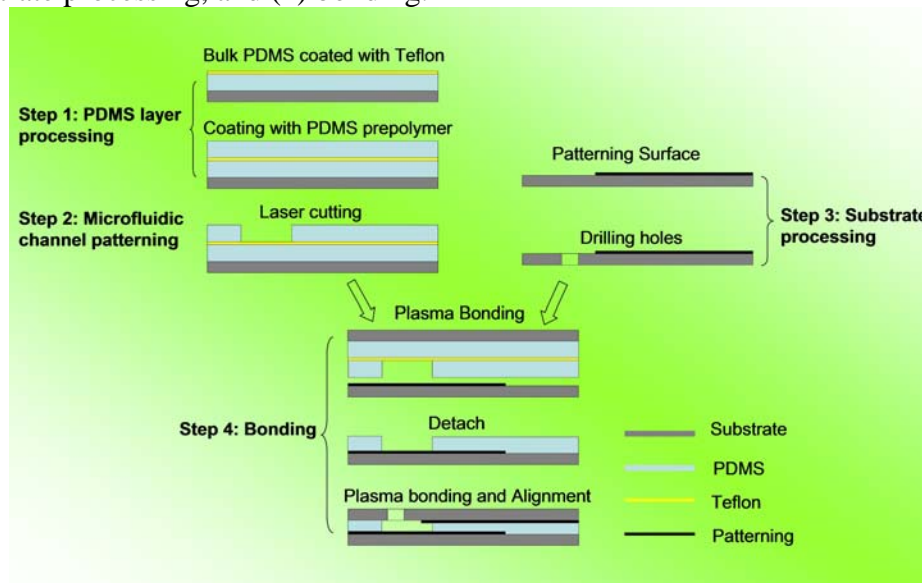 Bulk PDMS coated with Teflon
Step 1: PDMS layer
processing
Coating with PDMS prepolymer
Patterning Surface
Step 2: Microfluidic
channel patterning
Laser cutting
Step 3: Substrate
processing
Drilling holes
Plasma Bonding
Step 4: Bonding
Detach
Plasma bonding and Alignment
Substrate
PDMS
Teflon
Patterning